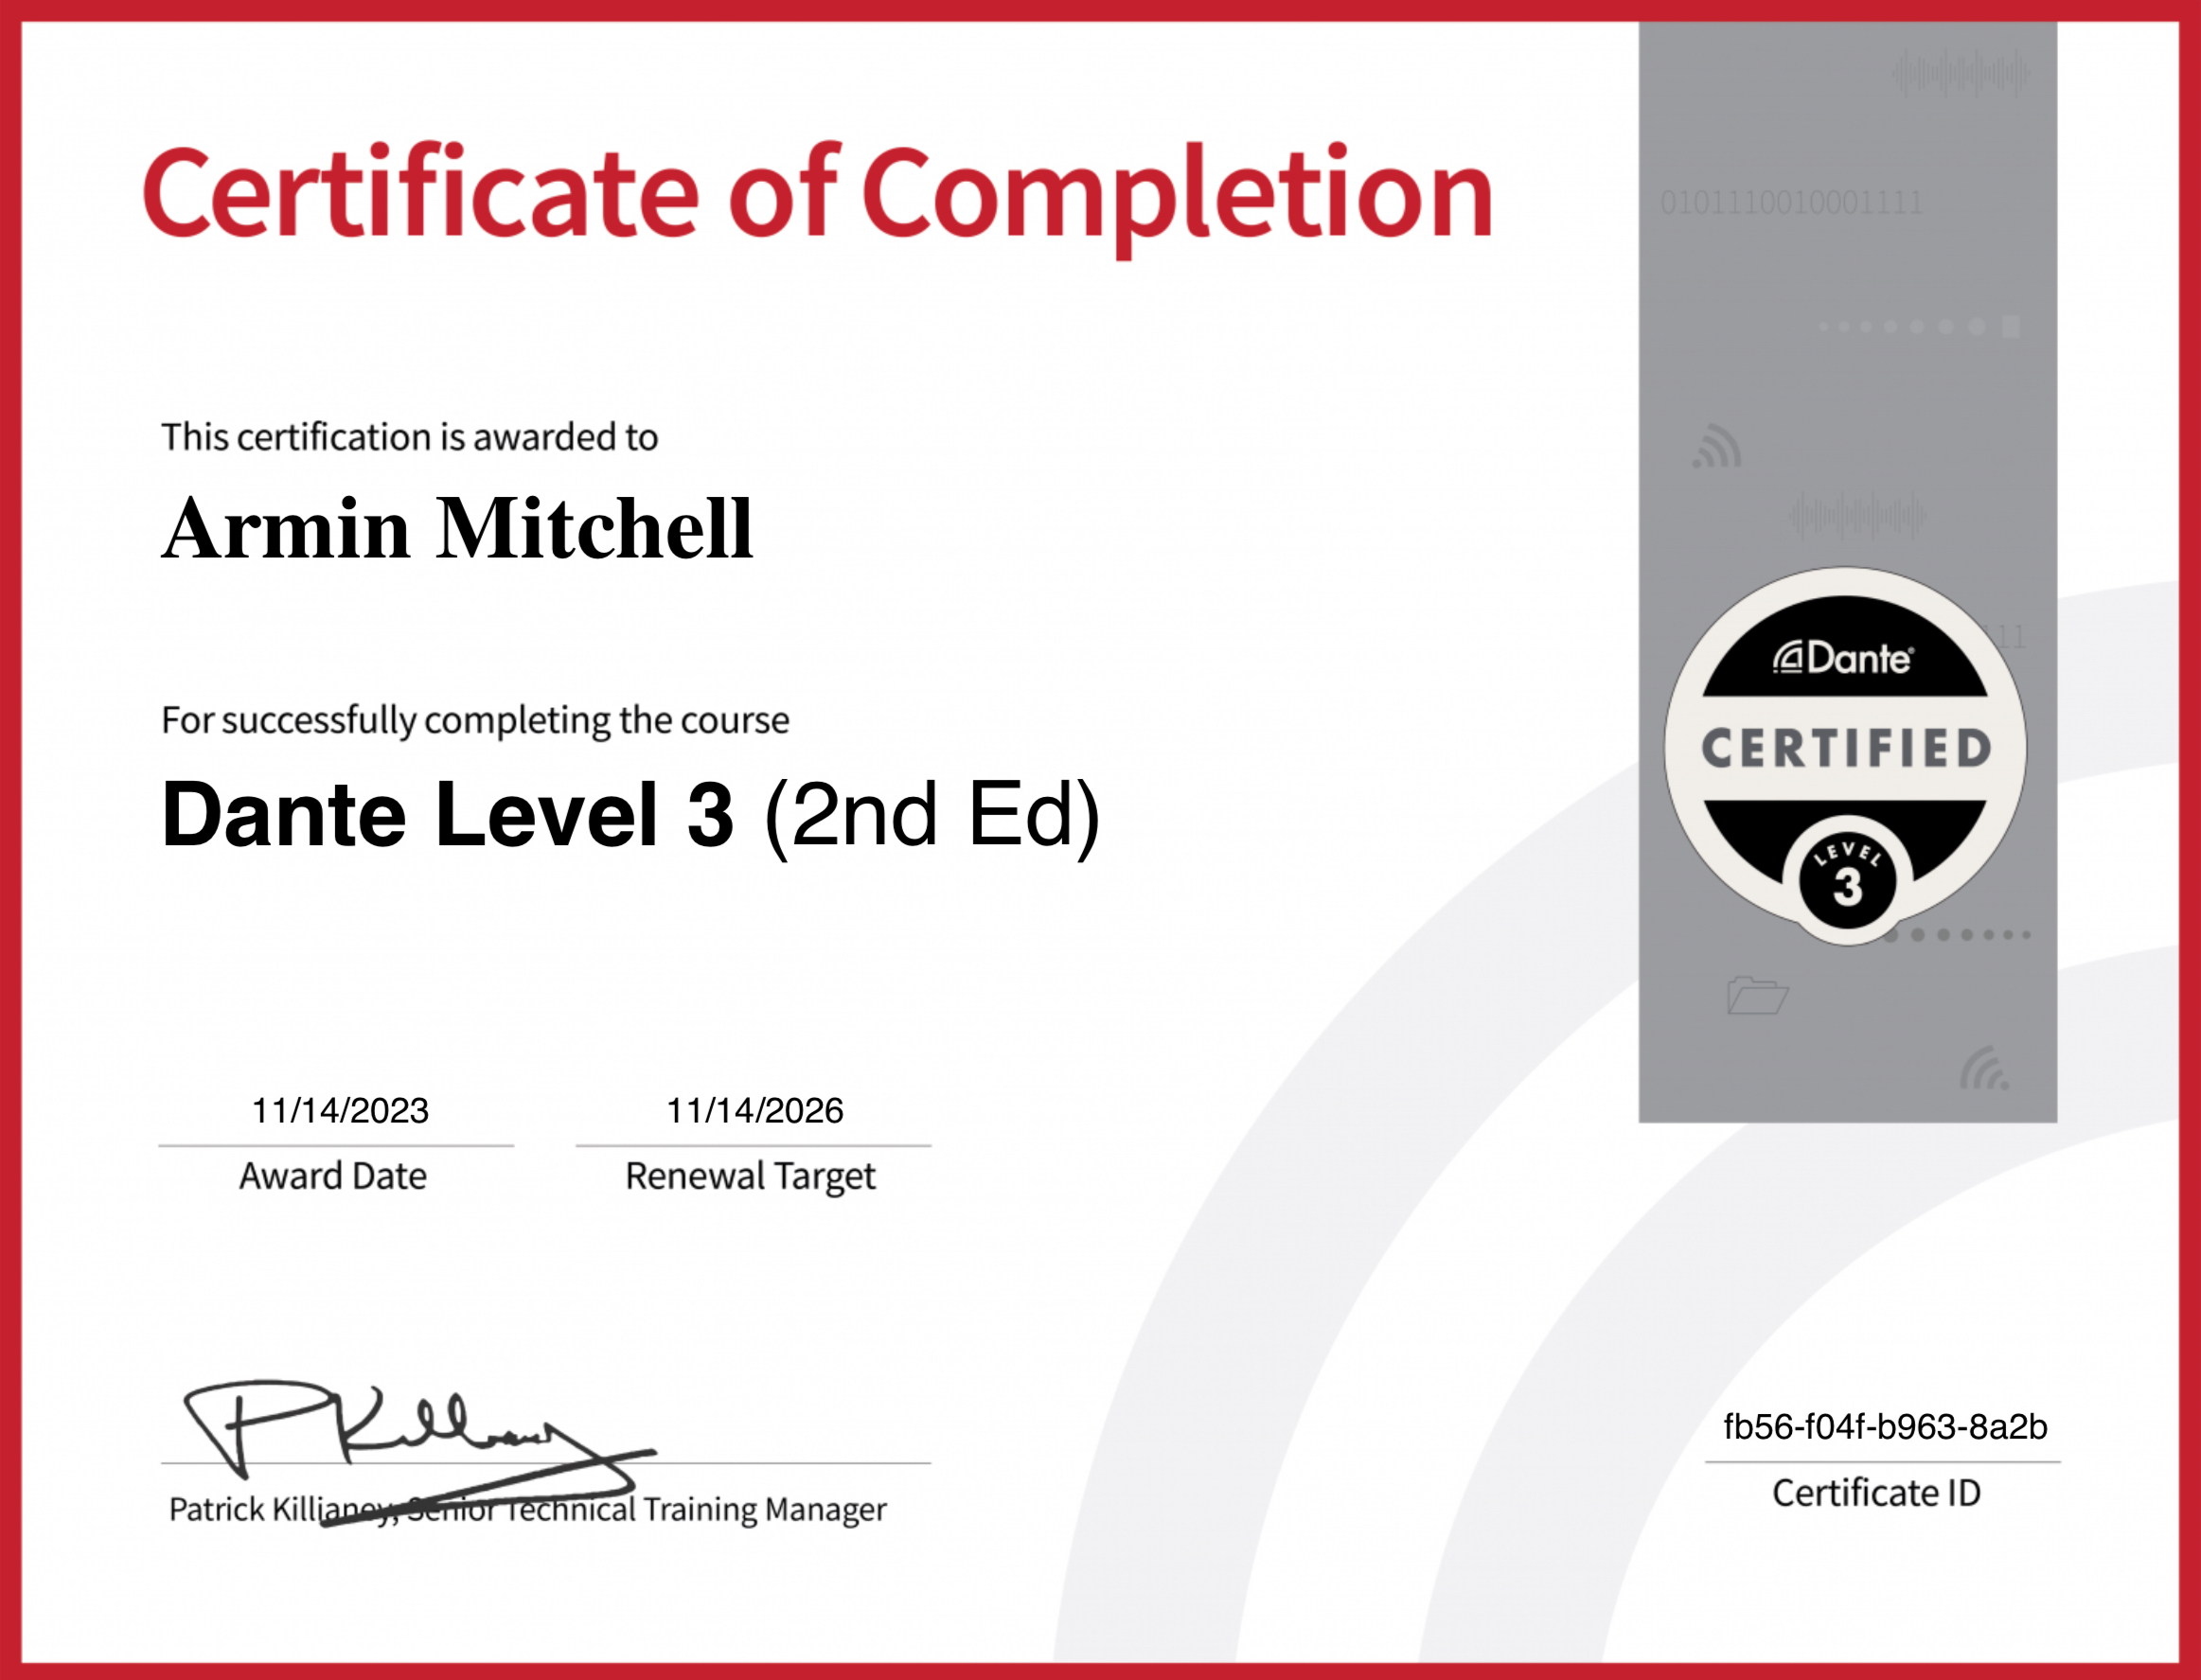 Certificate of Completion
0101110010001111
This certification is awarded to
Armin Mitchell
For successfully completing the course
Dante Level 3 (2nd Ed)
Dante®
CERTIFIED
LEVEL
3
11/14/2023
Award Date
11/14/2026
Renewal Target
P Killianey
Patrick Killianey, Senior Technical Training Manager
fb56-f04f-b963-8a2b
Certificate ID